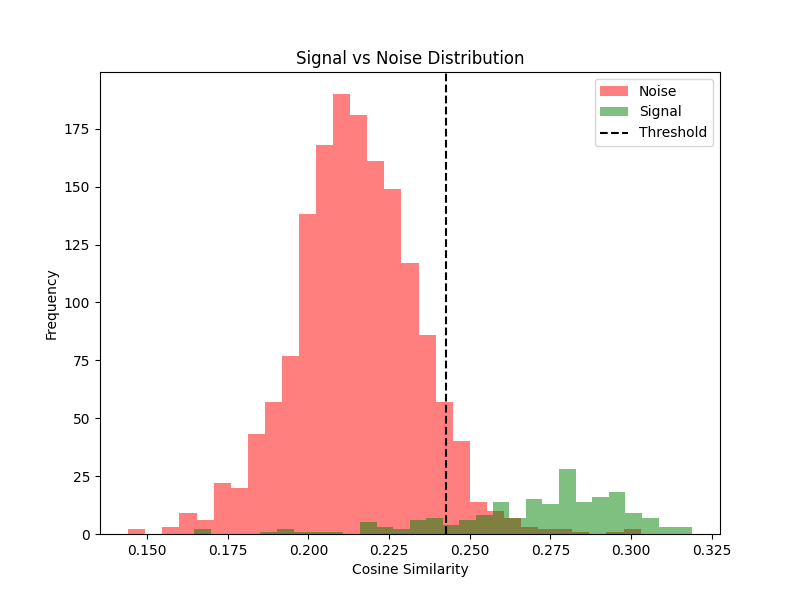 Signal vs Noise Distribution
Noise
Signal
Threshold
175
150
125
100
75
50
25
0
Frequency
0.150 0.175 0.200 0.225 0.250 0.275 0.300 0.325
Cosine Similarity